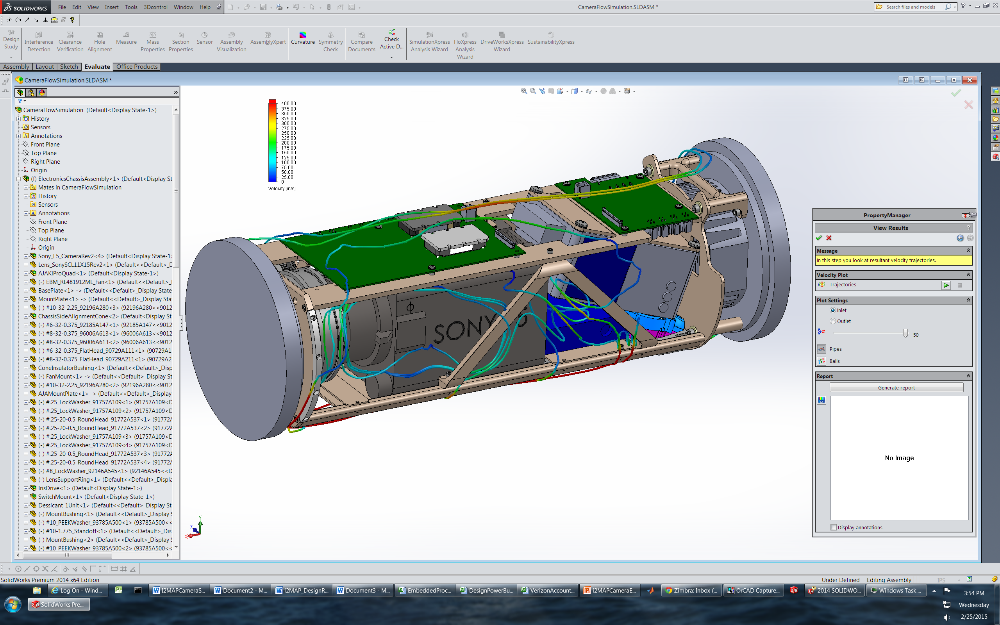 SOLIDWORKS
File Edit View Insert Tools 3Dcontrol Window Help
CameraFlowSimulation.SLDASM *
Search files and models
Design Study
Interference Detection
Clearance Verification
Hole Alignment
Measure
Mass Properties
Section Properties
Sensor
Assembly Visualization
AssemblyXpert
Curvature
Symmetry Check
Compare Documents
Check Active D...
SimulationXpress Analysis Wizard
FloXpress Analysis Wizard
DriveWorksXpress Wizard
SustainabilityXpress
Assembly Layout Sketch Evaluate Office Products
CameraFlowSimulation.SLDASM *
CameraFlowSimulation (Default<Display State-1>)
History
Sensors
Annotations
Front Plane
Top Plane
Right Plane
Origin
(f) ElectronicsChassisAssembly<1> (Default<Display St
Mates in CameraFlowSimulation
History
Sensors
Annotations
Front Plane
Top Plane
Right Plane
Origin
Sony_F5_CameraRev2<4> (Default<Display State-1>
Lens_SonySCL11X15Rev2<1> (Default<<Default>_D
AJAKiProQuad<1> (Default<Display State-1>)
(-) EBM_RL481912ML_Fan<1> (Default<<Default>_I
BasePlate<1> -> (Default<<Default>_Display State
MountPlate<1> -> (Default<<Default>_Display Stat
(-) #10-32-2.25_92196A280<3> (92196A280<<9012
ChassisSideAlignmentCone<2> (Default<Display St
(-) #6-32-0.375_92185A147<1> (92185A147<<9012
(-) #8-32-0.375_96006A613<1> (96006A613<<9012
(-) #8-32-0.375_96006A613<2> (96006A613<<9012
(-) #6-32-0.375_FlatHead_90729A111<1> (90729A1
(-) #8-32-0.375_FlatHead_90729A211<1> (90729A2
ConeInsulatorBushing<1> (Default<<Default>_Disp
(-) FanMount<1> -> (Default<<Default>_Display St
(-) #10-32-2.25_92196A280<2> (92196A280<<9012
AJAMountPlate<1> -> (Default<<Default>_Display
(-) #.25_LockWasher_91757A109<1> (91757A109<D
(-) #.25_LockWasher_91757A109<2> (91757A109<D
(-) #.25-20-0.5_RoundHead_91772A537<1> (91772A
(-) #.25-20-0.5_RoundHead_91772A537<2> (91772A
(-) #.25_LockWasher_91757A109<3> (91757A109<D
(-) #.25_LockWasher_91757A109<4> (91757A109<D
(-) #.25-20-0.5_RoundHead_91772A537<3> (91772A
(-) #.25-20-0.5_RoundHead_91772A537<4> (91772A
(-) #8_LockWasher_92146A545<1> (92146A545<<D
(-) LensSupportRing<1> (Default<<Default>_Displa
IrisDrive<1> (Default<Display State-1>)
SwitchMount<1> (Default<Display State-1>)
Dessicant_1Unit<1> (Default<<Default>_Display Sta
(-) MountBushing<1> (Default<<Default>_Display S
(-) #10_PEEKWasher_93785A500<1> (93785A500<<
(-) #10-1.775_Standoff<1> (Default<<Default>_Dis
(-) MountBushing<2> (Default<<Default>_Display S
(-) #10_PEEKWasher_93785A500<2> (93785A500<<
400.00
375.00
350.00
325.00
300.00
275.00
250.00
225.00
200.00
175.00
150.00
125.00
100.00
75.00
50.00
25.00
0
Velocity [in/s]
SONY 5
Y
Z
X
PropertyManager
View Results
?
Message
In this step you look at resultant velocity trajectories.
Velocity Plot
Trajectories
Plot Settings
Inlet
Outlet
50
Pipes
Balls
Report
Generate report
No Image
Display annotations
SolidWorks Premium 2014 x64 Edition
Under Defined Editing Assembly IPS
Log On - Wind...
I2MAPCameraS...
Document2 - M...
i2MAP_DesignR...
Document3 - M...
EmbeddedProc...
DesignPowerBu...
VerizonAccount...
i2MAPCameraE...
Zimbra: Inbox (...
OrCAD Capture...
2014 SOLIDWO...
Windows Task ...
SolidWorks Pre...
3:54 PM
Wednesday
2/25/2015